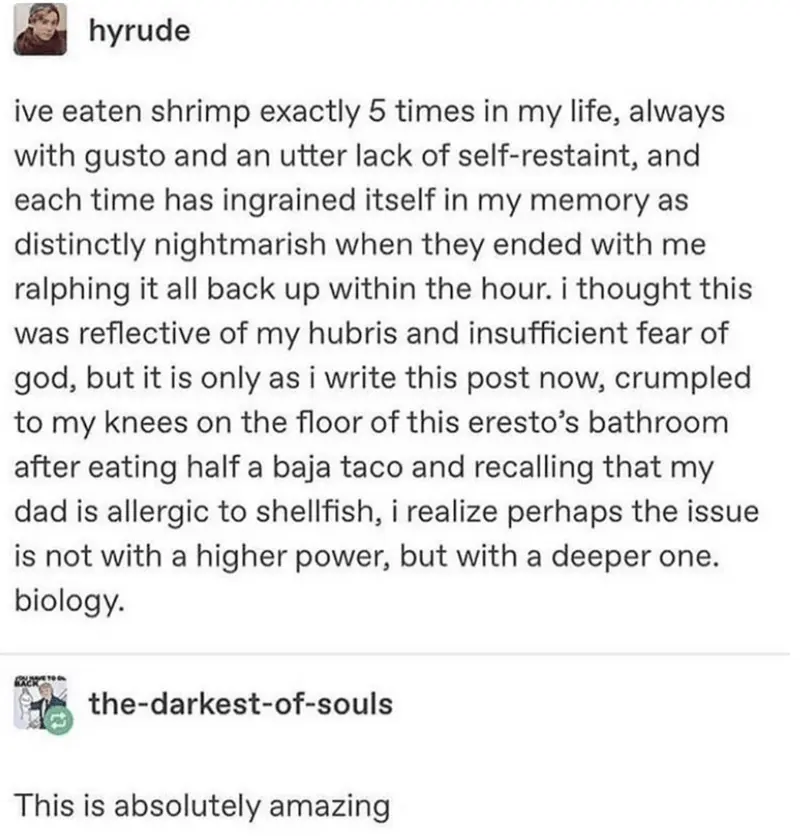 hyrude
ive eaten shrimp exactly 5 times in my life, always
with gusto and an utter lack of self-restaint, and
each time has ingrained itself in my memory as
distinctly nightmarish when they ended with me
ralphing it all back up within the hour. i thought this
was reflective of my hubris and insufficient fear of
god, but it is only as i write this post now, crumpled
to my knees on the floor of this eresto’s bathroom
after eating half a baja taco and recalling that my
dad is allergic to shellfish, i realize perhaps the issue
is not with a higher power, but with a deeper one.
biology.
the-darkest-of-souls
This is absolutely amazing